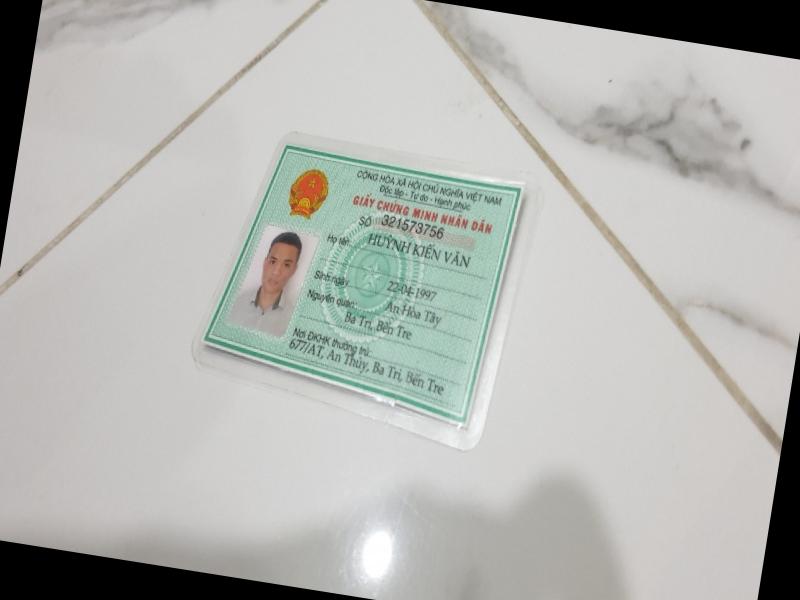 CỘNG HÒA XÃ HỘI CHỦ NGHĨA VIỆT NAM
Độc lập - Tự do - Hạnh phúc
GIẤY CHỨNG MINH NHÂN DÂN
SỐ 321573756
Họ tên: HUỲNH KIẾN VĂN
Sinh ngày 22-04-1997
Nguyên quán: An Hòa Tây
Ba Tri, Bến Tre
Nơi ĐKHK thường trú:
677/AT, An Thủy, Ba Tri, Bến Tre